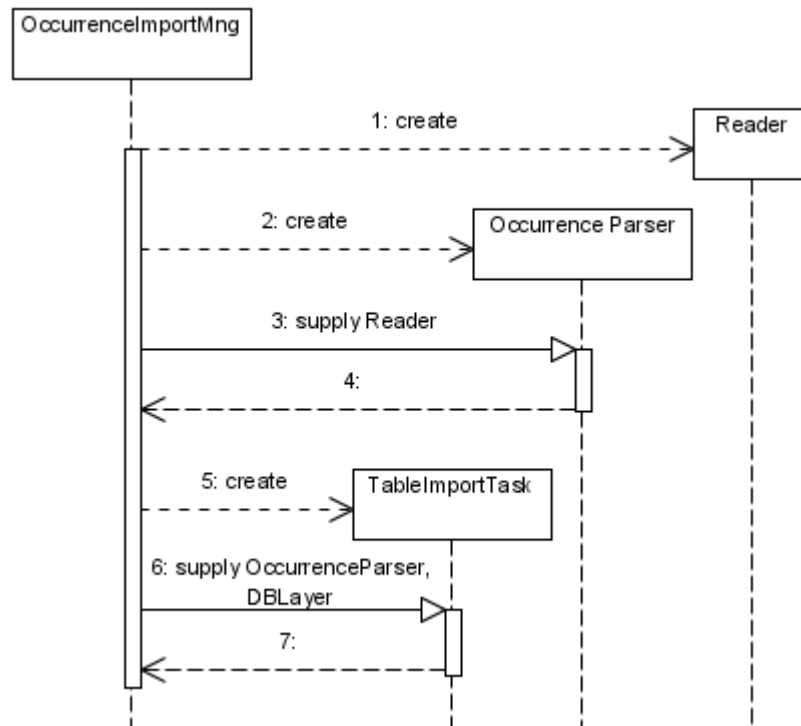 OccurrenceImportMng
1: create
Reader
2: create
Occurrence Parser
3: supply Reader
4:
5: create
TableImportTask
6: supply OccurrenceParser,
DBLayer
7: